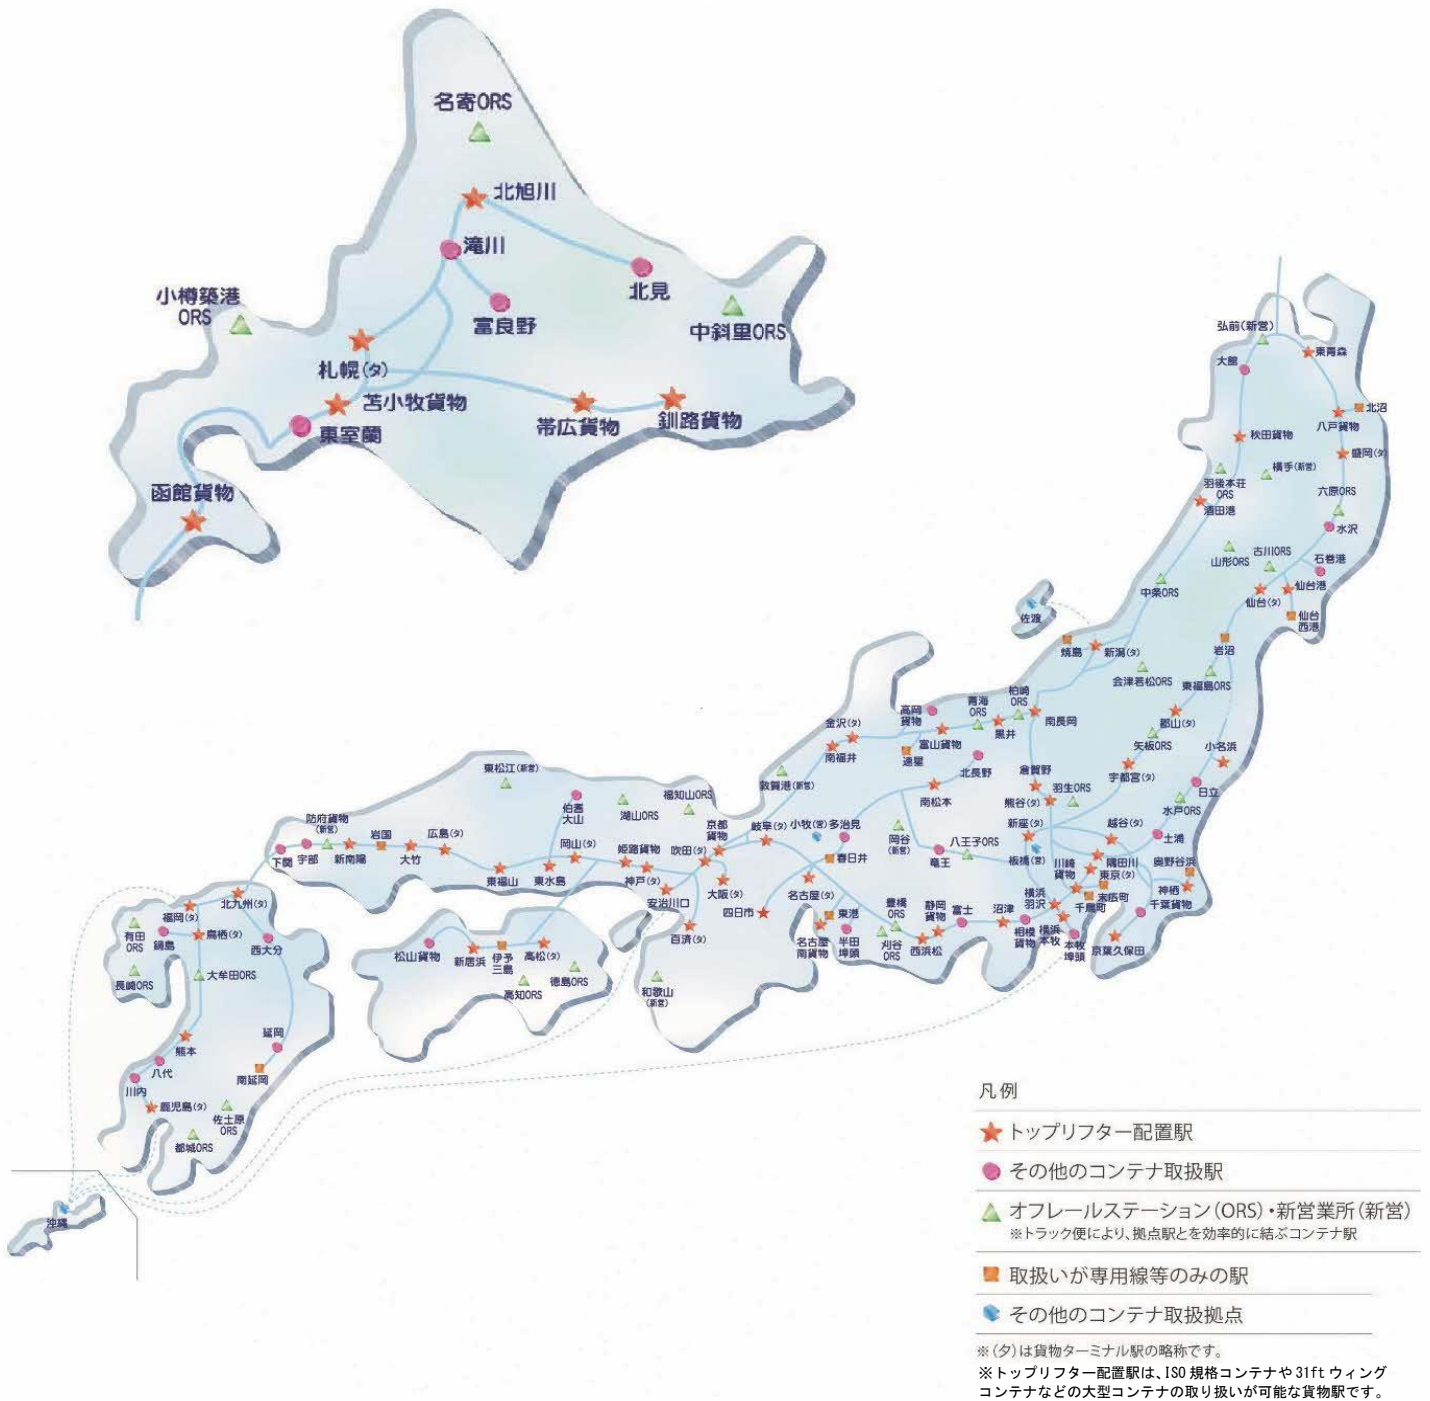 名寄ORS
北旭川
滝川
北見
富良野
小樽築港
ORS
中斜里ORS
札幌(タ)
苫小牧貨物
東室蘭
帯広貨物
釧路貨物
函館貨物
弘前(新営)
東青森
大館
北沼
八戸貨物
秋田貨物
盛岡(タ)
横手(新営)
羽後本荘
ORS
六原ORS
酒田港
水沢
山形ORS
古川ORS
石巻港
中条ORS
仙台(タ)
仙台港
仙台
西港
佐渡
焼島
新潟(タ)
岩沼
会津若松ORS
東福島ORS
柏崎
ORS
青海
ORS
高岡
貨物
南長岡
郡山(タ)
金沢(タ)
黒井
富山貨物
速星
南福井
矢板ORS
小名浜
北長野
倉賀野
宇都宮(タ)
敦賀港(新営)
南松本
熊谷(タ)
羽生ORS
日立
水戸ORS
東松江(新営)
伯耆
大山
湖山ORS
福知山ORS
防府貨物
(新営)
岩国
広島(タ)
岡山(タ)
姫路貨物
吹田(タ)
京都
貨物
岐阜(タ)
小牧(営)
多治見
岡谷
(新営)
八王子ORS
新座(タ)
越谷(タ)
土浦
下関
宇部
新南陽
大竹
東福山
東水島
神戸(タ)
安治川口
大阪(タ)
百済(タ)
四日市
春日井
名古屋(タ)
竜王
板橋(営)
川崎
貨物
隅田川
東京(タ)
奥野谷浜
神栖
末広町
千鳥町
千葉貨物
京葉久保田
北九州(タ)
福岡(タ)
有田
ORS
鍋島
鳥栖(タ)
西大分
長崎ORS
大牟田ORS
松山貨物
新居浜
伊予
三島
高松(タ)
高知ORS
徳島ORS
和歌山
(新営)
名古屋
南貨物
東港
半田
埠頭
豊橋
ORS
刈谷
ORS
西浜松
静岡
貨物
富士
沼津
相模
貨物
横浜
羽沢
横浜
本牧
本牧
埠頭
熊本
八代
川内
鹿児島(タ)
延岡
南延岡
佐土原
ORS
都城ORS
沖縄
凡例
トップリフター配置駅
その他のコンテナ取扱駅
オフレールステーション(ORS)・新営業所(新営)
※トラック便により、拠点駅とを効率的に結ぶコンテナ駅
取扱いが専用線等のみの駅
その他のコンテナ取扱拠点
※(タ)は貨物ターミナル駅の略称です。
※トップリフター配置駅は、ISO規格コンテナや31ftウィング
コンテナなどの大型コンテナの取り扱いが可能な貨物駅です。